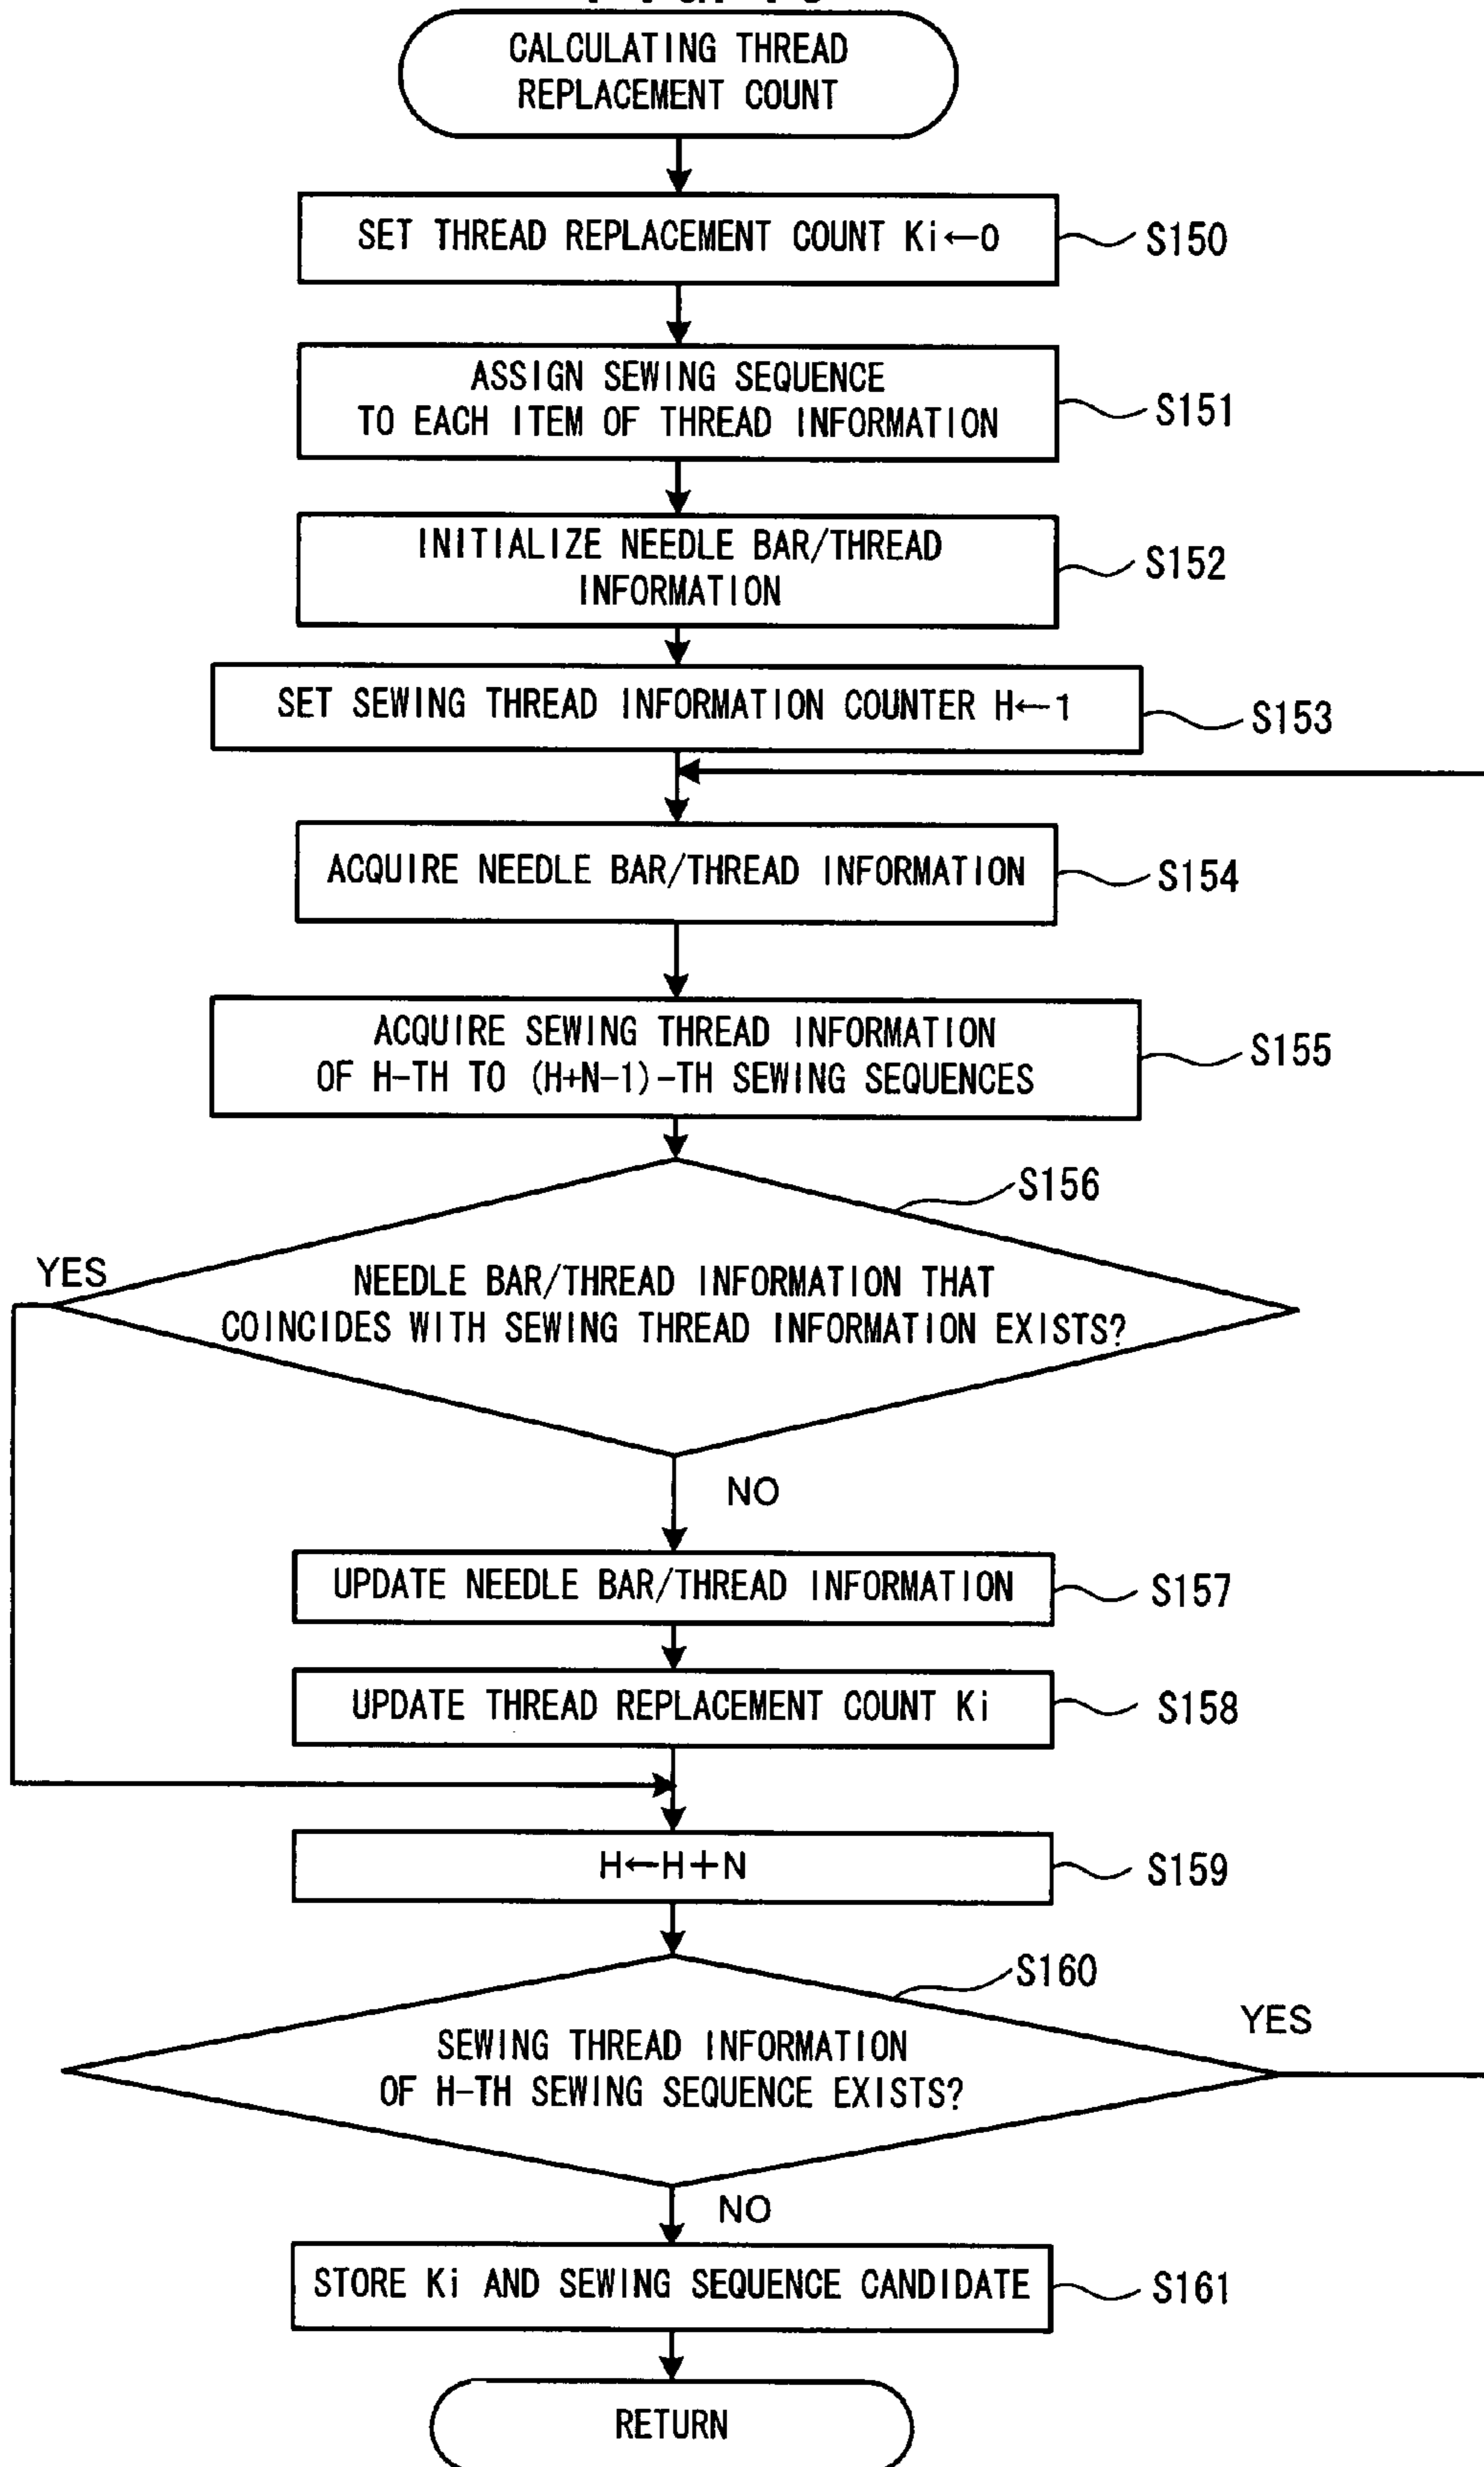 CALCULATING THREAD
REPLACEMENT COUNT
SET THREAD REPLACEMENT COUNT Ki←0
S150
ASSIGN SEWING SEQUENCE
TO EACH ITEM OF THREAD INFORMATION
S151
INITIALIZE NEEDLE BAR/THREAD
INFORMATION
S152
SET SEWING THREAD INFORMATION COUNTER H←1
S153
ACQUIRE NEEDLE BAR/THREAD INFORMATION
S154
ACQUIRE SEWING THREAD INFORMATION
OF H-TH TO (H+N-1)-TH SEWING SEQUENCES
S155
S156
YES
NEEDLE BAR/THREAD INFORMATION THAT
COINCIDES WITH SEWING THREAD INFORMATION EXISTS?
NO
UPDATE NEEDLE BAR/THREAD INFORMATION
S157
UPDATE THREAD REPLACEMENT COUNT Ki
S158
H←H+N
S159
S160
YES
SEWING THREAD INFORMATION
OF H-TH SEWING SEQUENCE EXISTS?
NO
STORE Ki AND SEWING SEQUENCE CANDIDATE
S161
RETURN